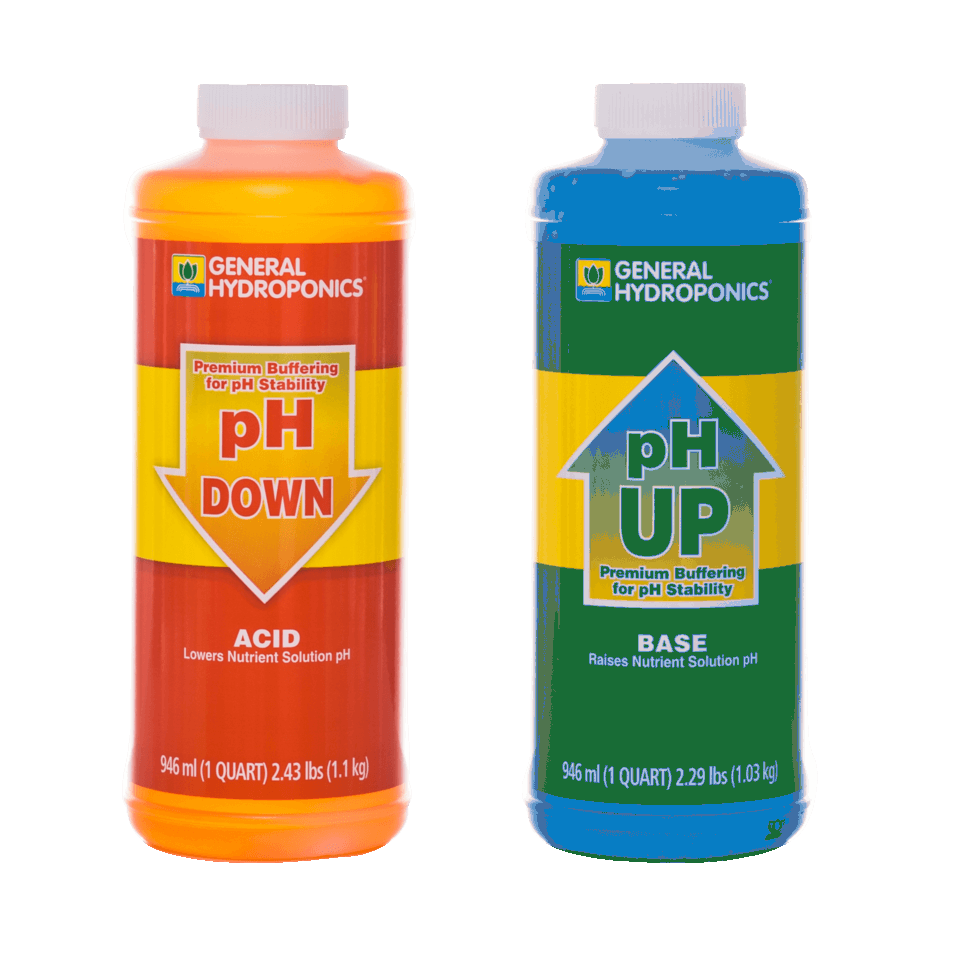 GENERAL
HYDROPONICS®
Premium Buffering
for pH Stability
pH
DOWN
ACID
Lowers Nutrient Solution pH
946 ml (1 QUART) 2.43 lbs (1.1 kg)
GENERAL
HYDROPONICS®
pH
UP
Premium Buffering
for pH Stability
BASE
Raises Nutrient Solution pH
946 ml (1 QUART) 2.29 lbs (1.03 kg)